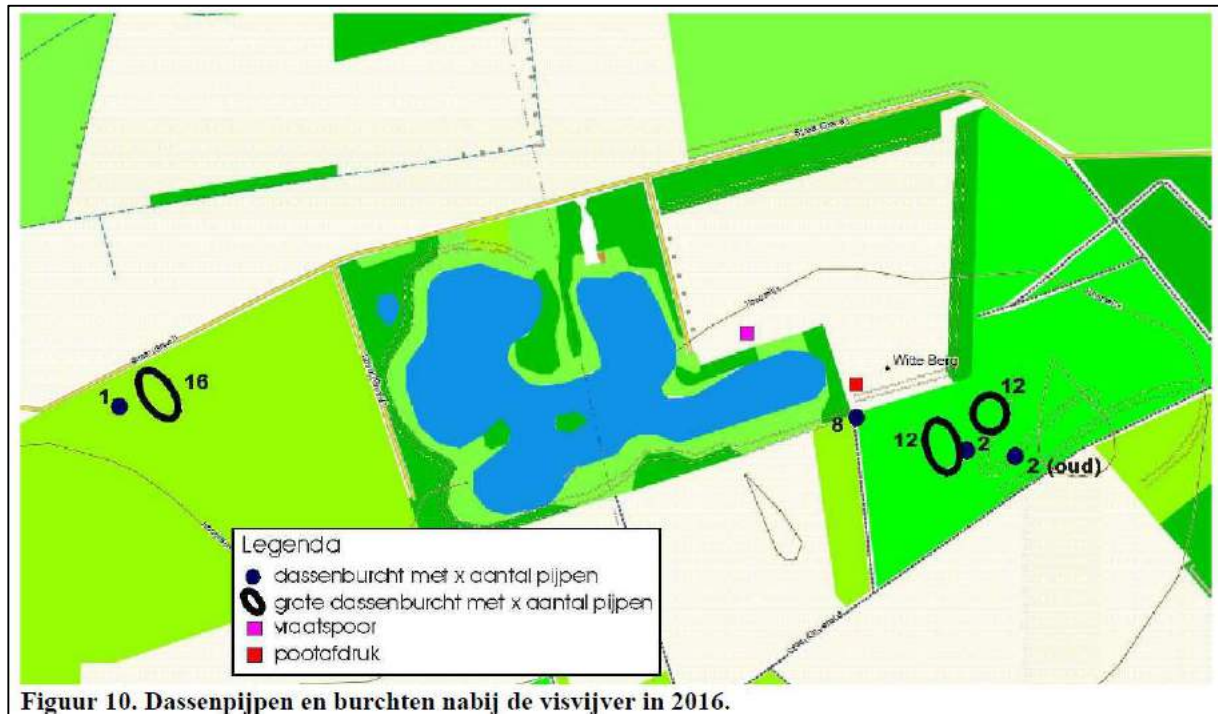 Witte Berg
1
16
8
12
12
2
2 (oud)
Legenda
dassenburcht met x aantal pijpen
grote dassenburcht met x aantal pijpen
vraatspoor
pootafdruk
Figuur 10. Dassenpijpen en burchten nabij de visvijver in 2016.